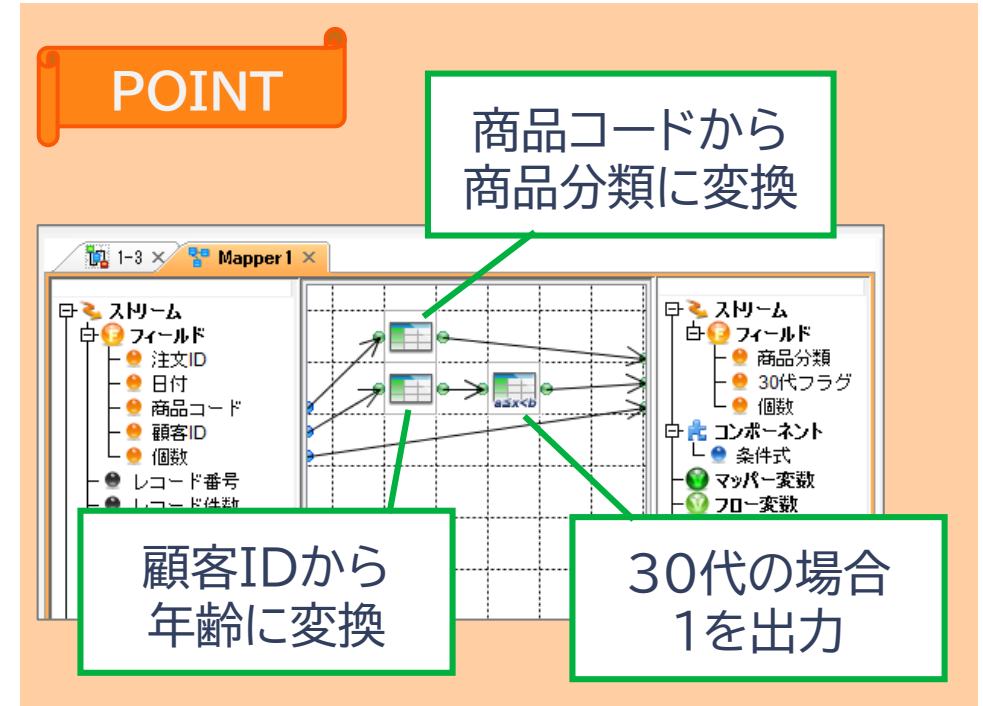 POINT
商品コードから
商品分類に変換
1-3
Mapper1
ストリーム
フィールド
注文ID
日付
商品コード
顧客ID
個数
レコード番号
レコード件数
a≤x<b
ストリーム
フィールド
商品分類
30代フラグ
個数
コンポーネント
条件式
マッパー変数
フロー変数
顧客IDから
年齢に変換
30代の場合
1を出力